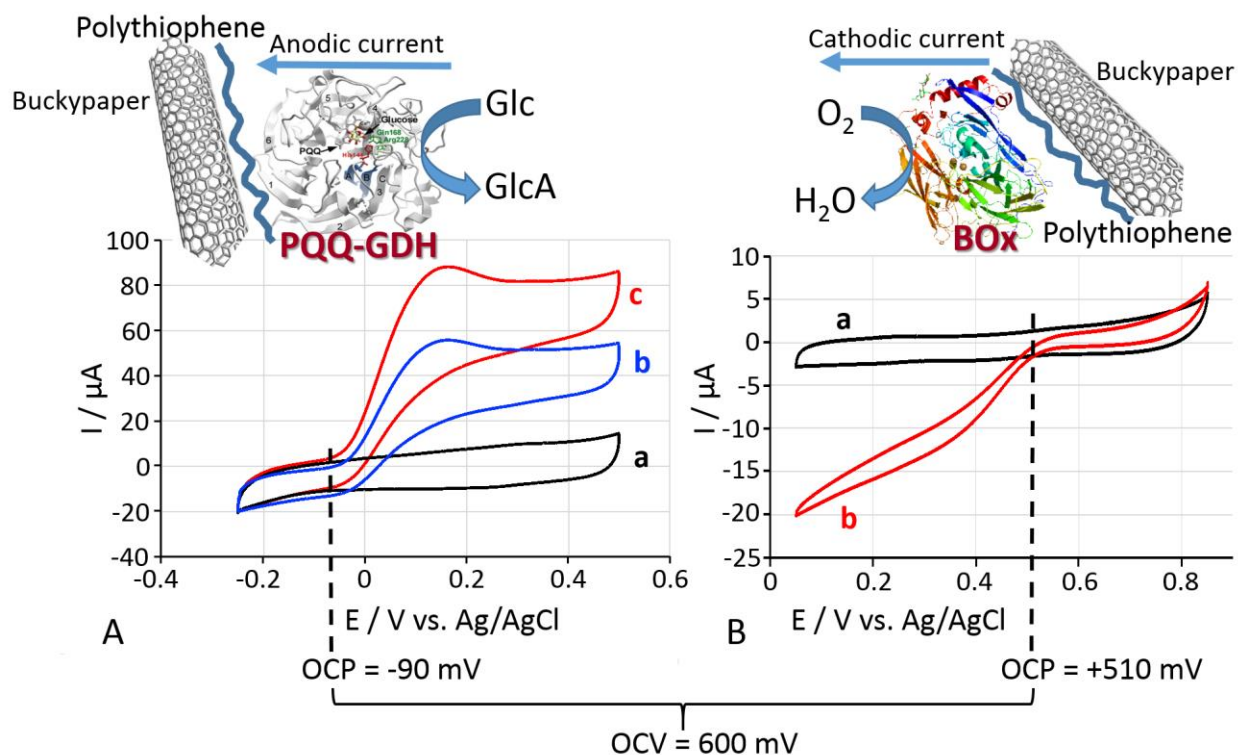 Polythiophene
Anodic current
Buckypaper
Glc
GlcA
Glucose
PQQ
PQQ-GDH
Cathodic current
Buckypaper
O2
H2O
BOx
Polythiophene
100
80
60
40
20
0
-20
-40
I / µA
c
b
a
-0.4 -0.2 0 0.2 0.4 0.6
E / V vs. Ag/AgCl
A
10
5
0
-5
-10
-15
-20
-25
I / µA
a
b
0 0.2 0.4 0.6 0.8
E / V vs. Ag/AgCl
B
OCP = -90 mV
OCP = +510 mV
OCV = 600 mV